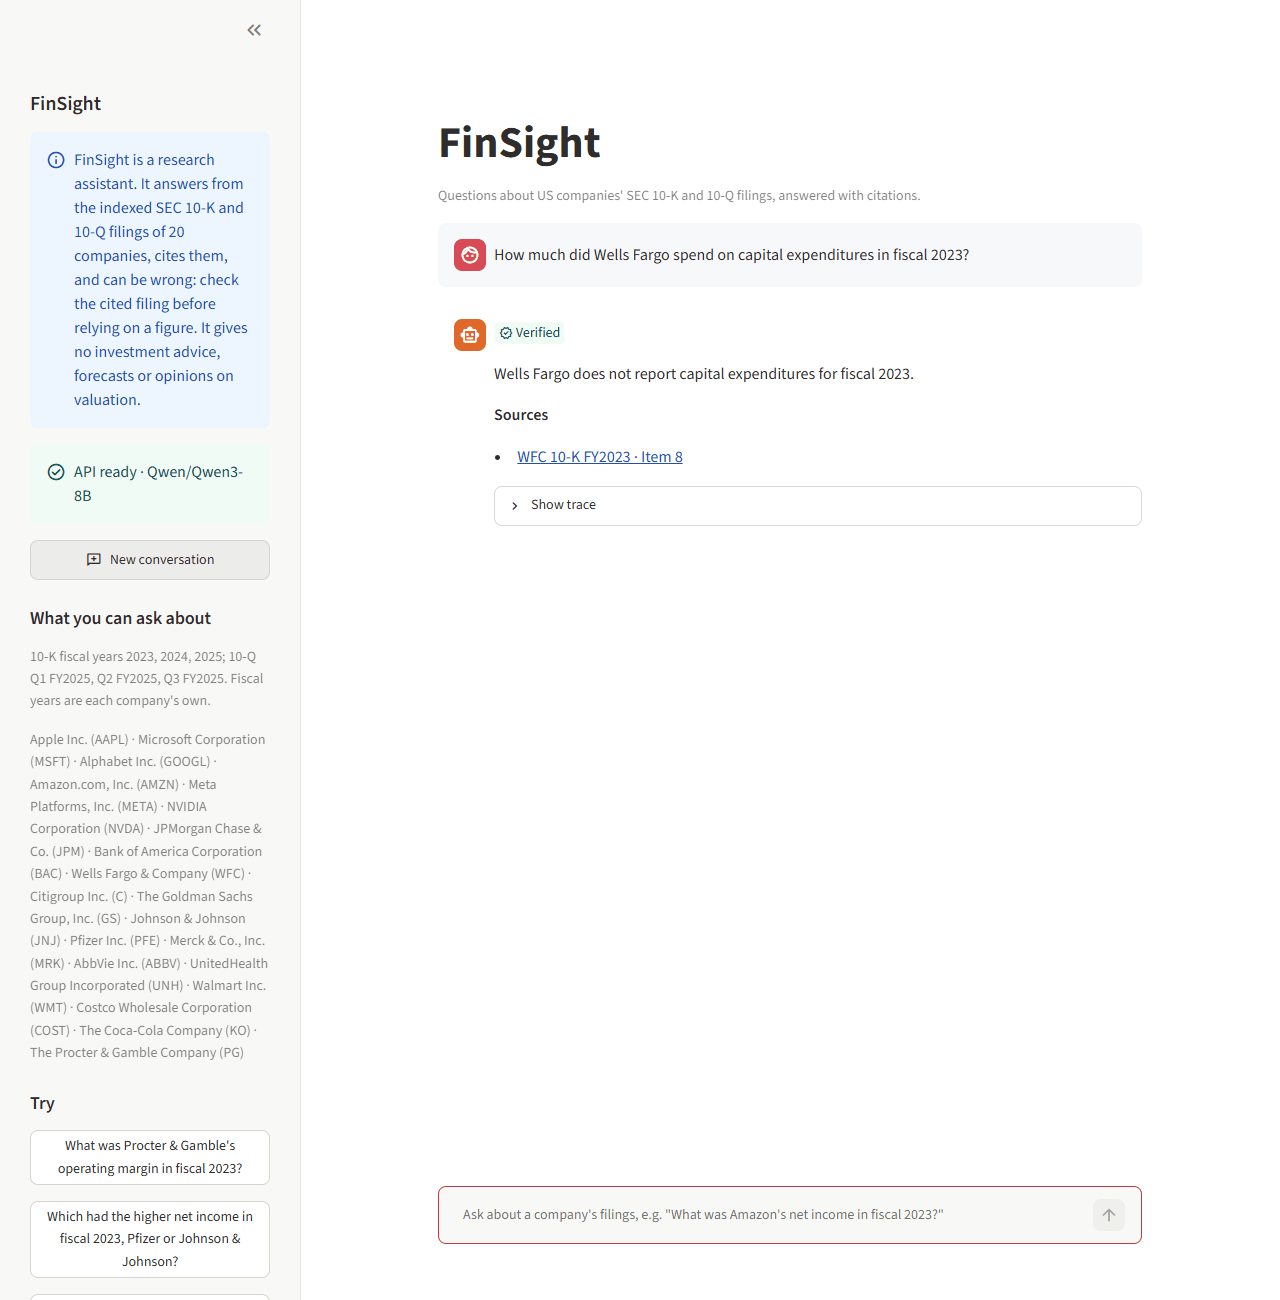 FinSight
FinSight is a research
assistant. It answers from
the indexed SEC 10-K and
10-Q filings of 20
companies, cites them,
and can be wrong: check
the cited filing before
relying on a figure. It gives
no investment advice,
forecasts or opinions on
valuation.
API ready · Qwen/Qwen3-
8B
New conversation
What you can ask about
10-K fiscal years 2023, 2024, 2025; 10-Q
Q1 FY2025, Q2 FY2025, Q3 FY2025. Fiscal
years are each company's own.
Apple Inc. (AAPL) · Microsoft Corporation
(MSFT) · Alphabet Inc. (GOOGL) ·
Amazon.com, Inc. (AMZN) · Meta
Platforms, Inc. (META) · NVIDIA
Corporation (NVDA) · JPMorgan Chase &
Co. (JPM) · Bank of America Corporation
(BAC) · Wells Fargo & Company (WFC) ·
Citigroup Inc. (C) · The Goldman Sachs
Group, Inc. (GS) · Johnson & Johnson
(JNJ) · Pfizer Inc. (PFE) · Merck & Co., Inc.
(MRK) · AbbVie Inc. (ABBV) · UnitedHealth
Group Incorporated (UNH) · Walmart Inc.
(WMT) · Costco Wholesale Corporation
(COST) · The Coca-Cola Company (KO) ·
The Procter & Gamble Company (PG)
Try
What was Procter & Gamble's
operating margin in fiscal 2023?
Which had the higher net income in
fiscal 2023, Pfizer or Johnson &
Johnson?
FinSight
Questions about US companies' SEC 10-K and 10-Q filings, answered with citations.
How much did Wells Fargo spend on capital expenditures in fiscal 2023?
Verified
Wells Fargo does not report capital expenditures for fiscal 2023.
Sources
WFC 10-K FY2023 · Item 8
Show trace
Ask about a company's filings, e.g. "What was Amazon's net income in fiscal 2023?"